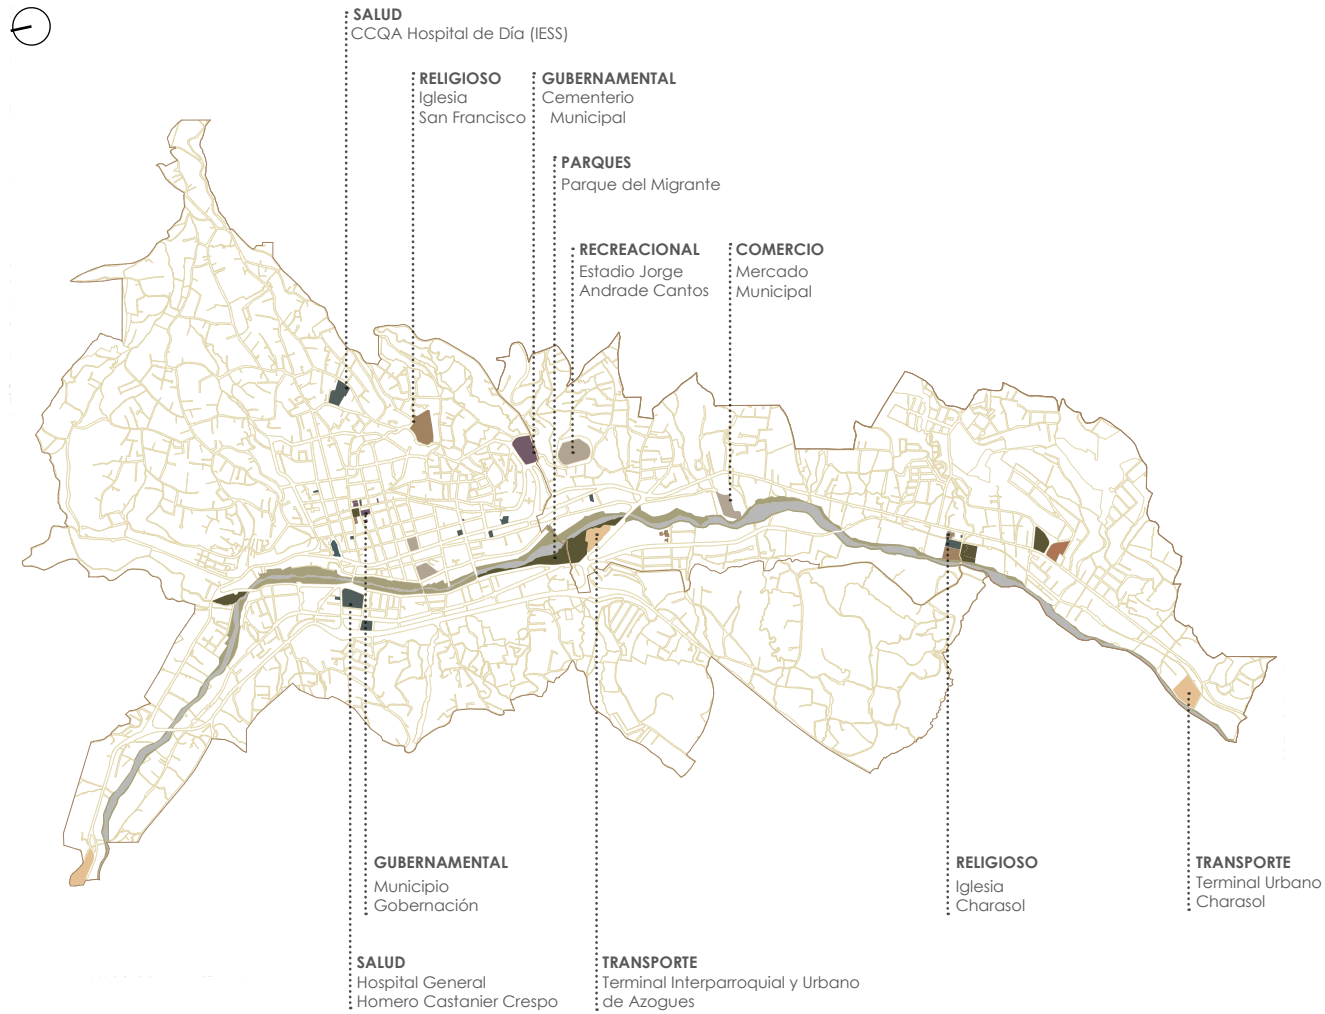 SALUD
CCQA Hospital de Día (IESS)
RELIGIOSO
Iglesia
San Francisco
GUBERNAMENTAL
Cementerio
Municipal
PARQUES
Parque del Migrante
RECREACIONAL
Estadio Jorge
Andrade Cantos
COMERCIO
Mercado
Municipal
GUBERNAMENTAL
Municipio
Gobernación
RELIGIOSO
Iglesia
Charasol
TRANSPORTE
Terminal Urbano
Charasol
SALUD
Hospital General
Homero Castanier Crespo
TRANSPORTE
Terminal Interparroquial y Urbano
de Azogues